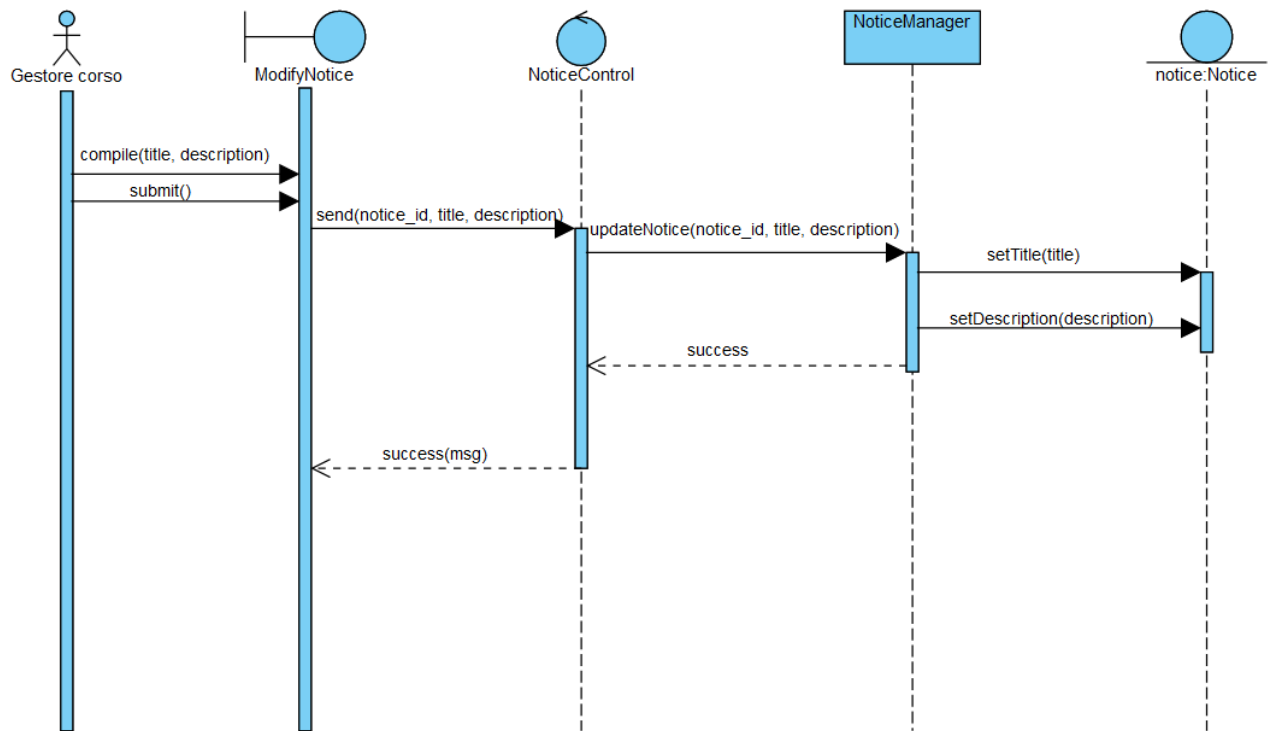 NoticeManager
Gestore corso
ModifyNotice
NoticeControl
notice:Notice
compile(title, description)
submit()
send(notice_id, title, description)
updateNotice(notice_id, title, description)
setTitle(title)
setDescription(description)
success
success(msg)